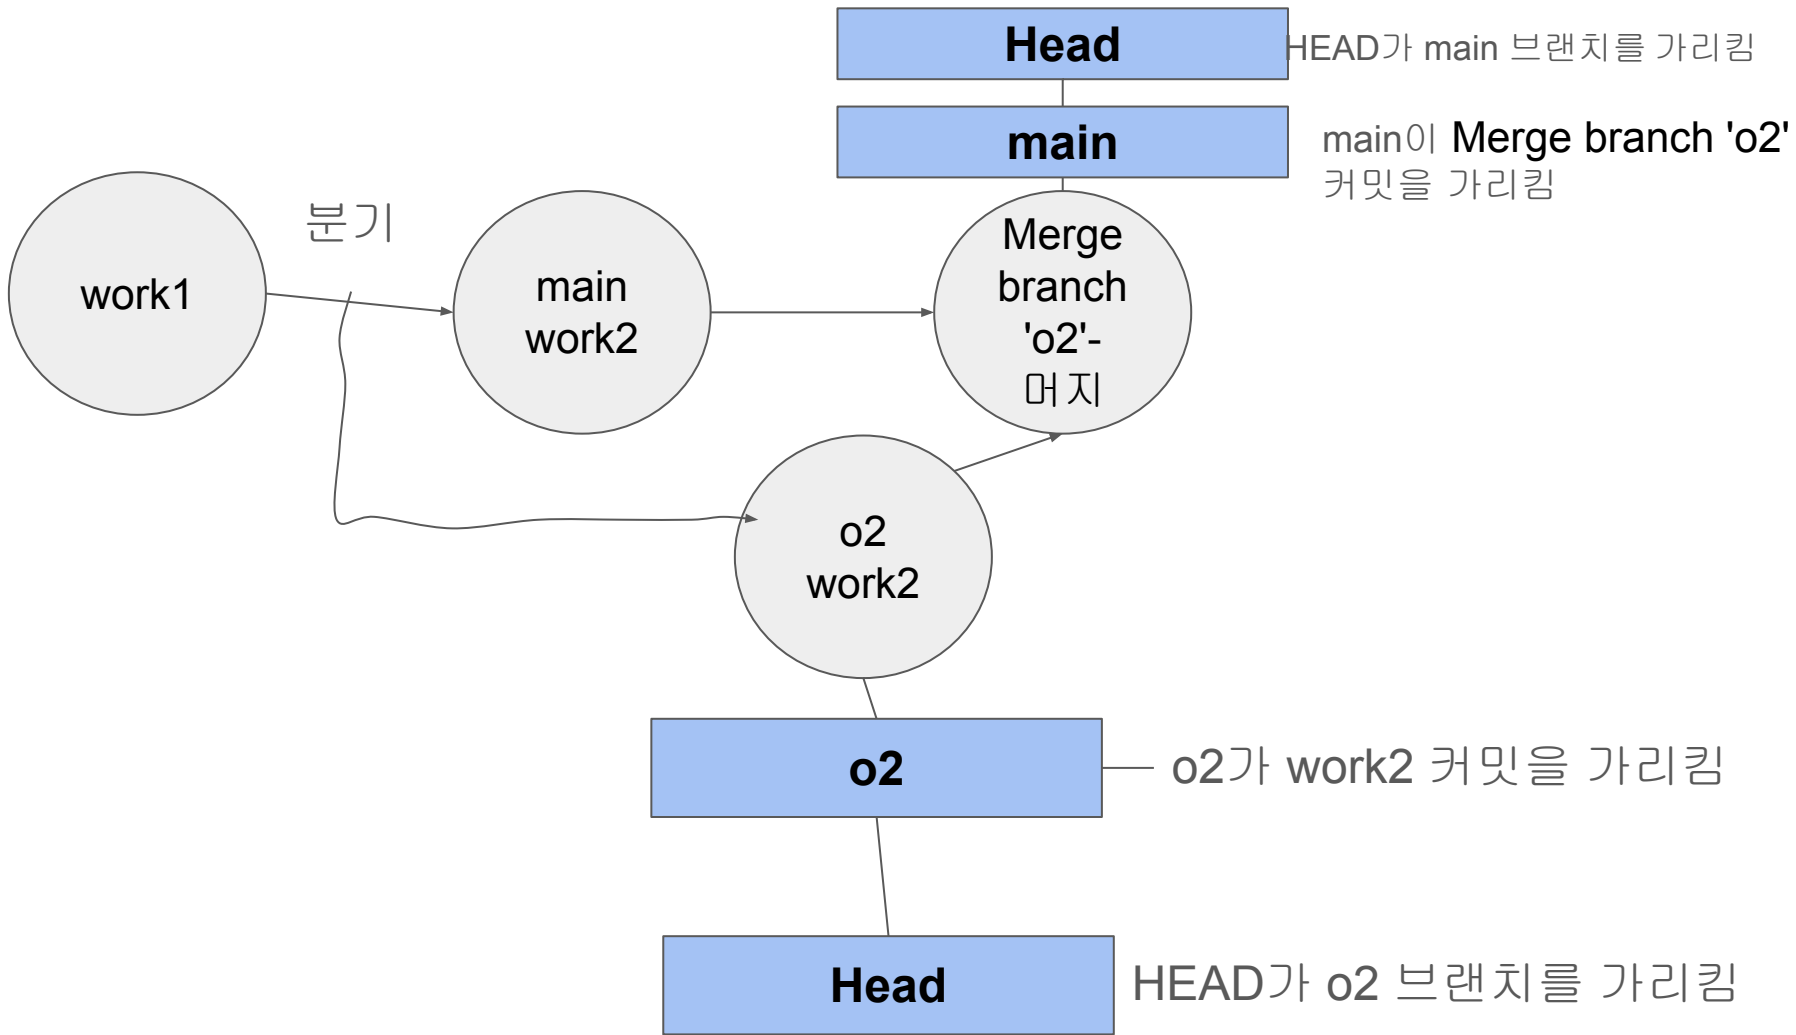 Head
HEAD가 main 브랜치를 가리킴
main
main이 Merge branch 'o2'
커밋을 가리킴
분기
work1
main
work2
Merge
branch
'o2'-
머지
o2
work2
o2
o2가 work2 커밋을 가리킴
Head
HEAD가 o2 브랜치를 가리킴